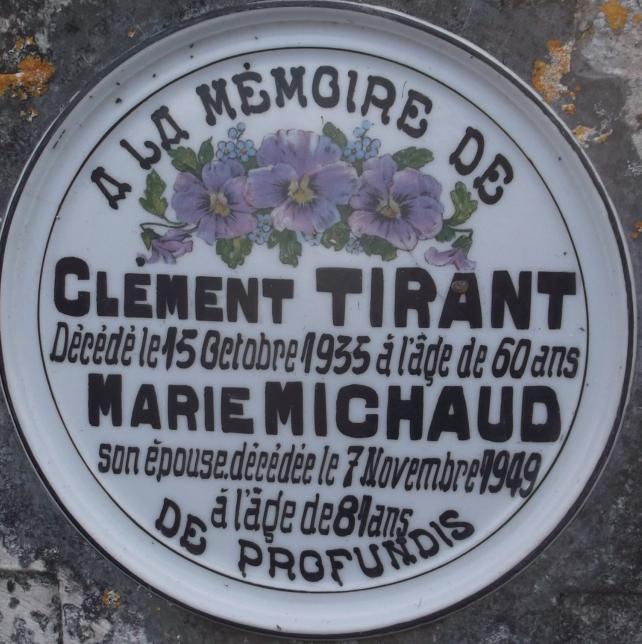 A LA MÉMOIRE DE
CLÉMENT TIRANT
Décédé le 15 Octobre 1935 à l'âge de 60 ans
MARIE MICHAUD
son épouse.décédée le 7 Novembre 1949
à l'âge de 81 ans
DE PROFUNDIS